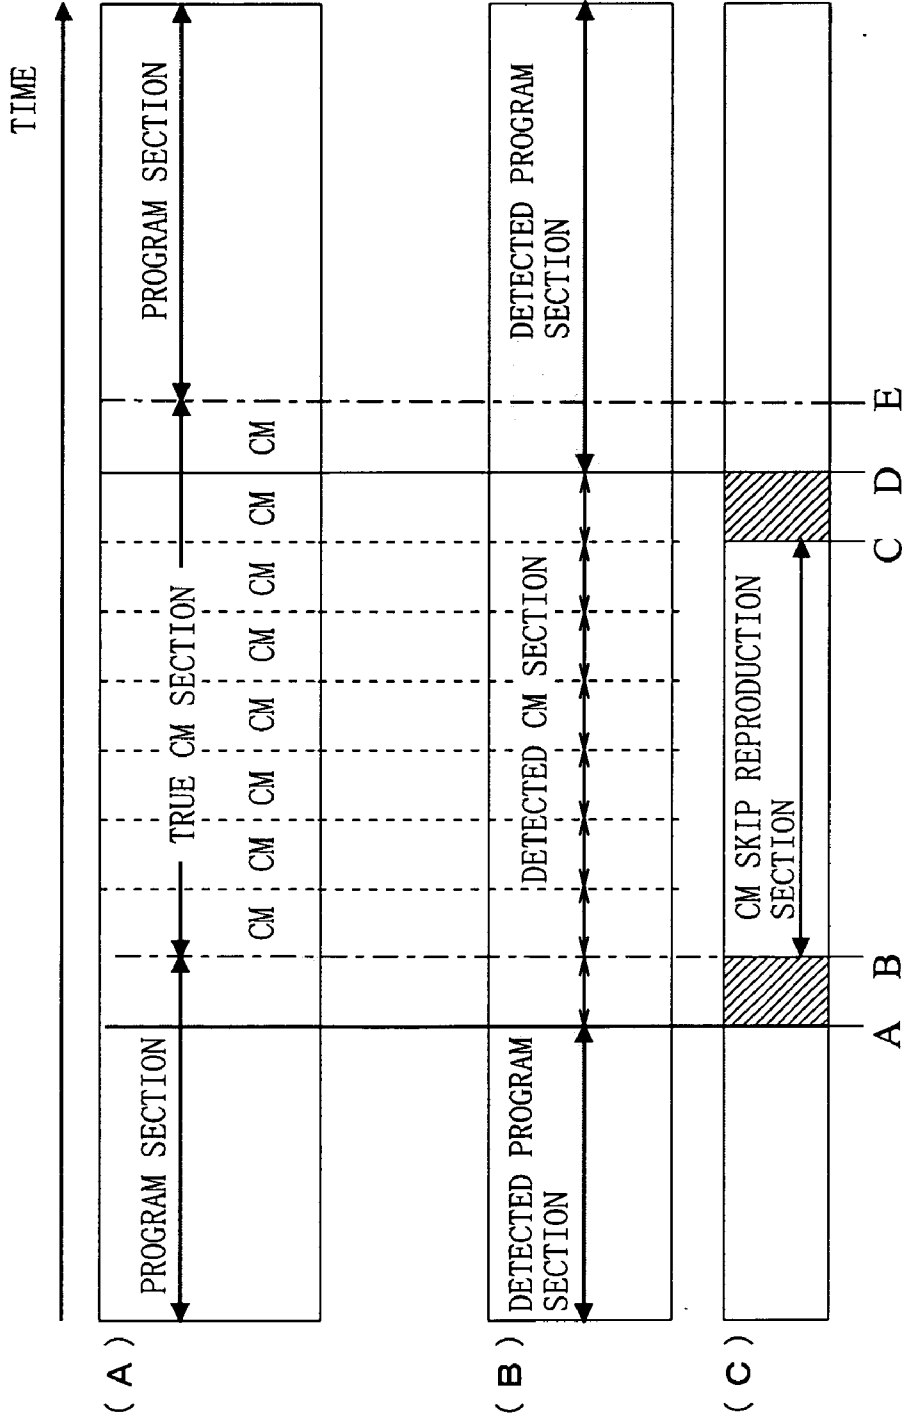 TIME
(A)
PROGRAM SECTION
TRUE CM SECTION
PROGRAM SECTION
CM CM CM CM CM CM CM CM
(B)
DETECTED PROGRAM
SECTION
DETECTED CM SECTION
DETECTED PROGRAM
SECTION
(C)
CM SKIP REPRODUCTION
SECTION
A B C D E